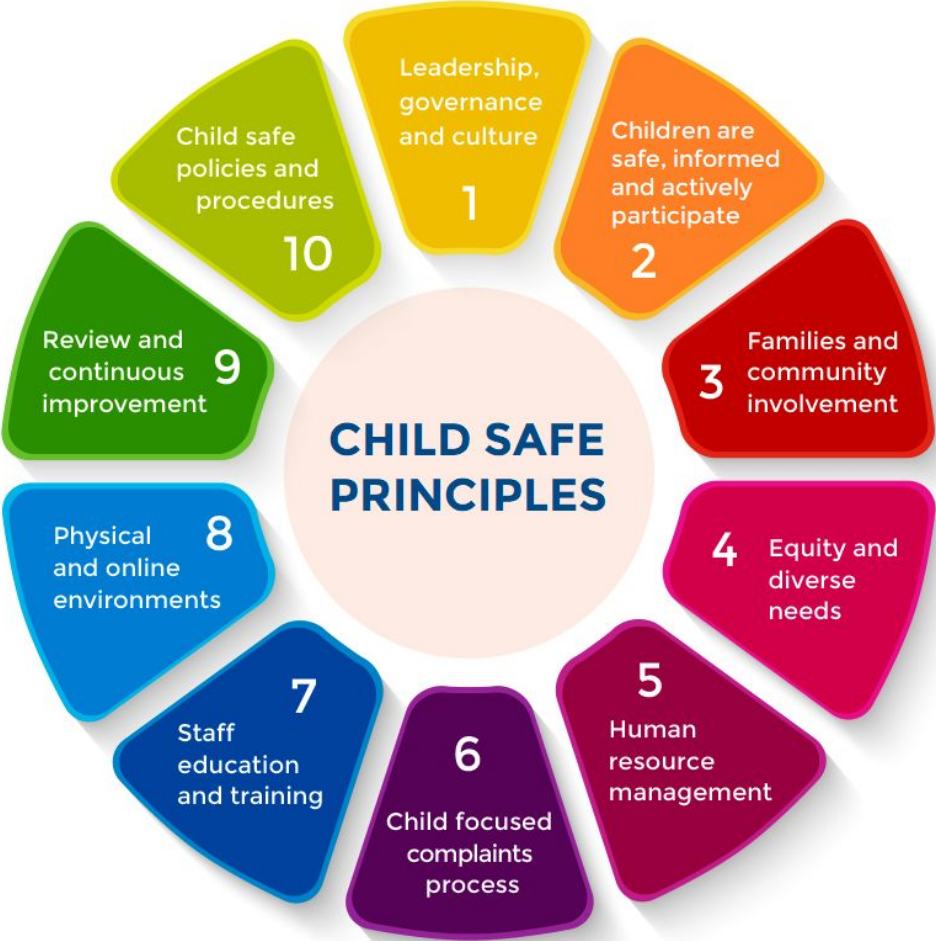 CHILD SAFE
PRINCIPLES
Leadership,
governance
and culture
1
Children are
safe, informed
and actively
participate
2
3
Families and
community
involvement
4
Equity and
diverse
needs
5
Human
resource
management
6
Child focused
complaints
process
7
Staff
education
and training
8
Physical
and online
environments
9
Review and
continuous
improvement
Child safe
policies and
procedures
10